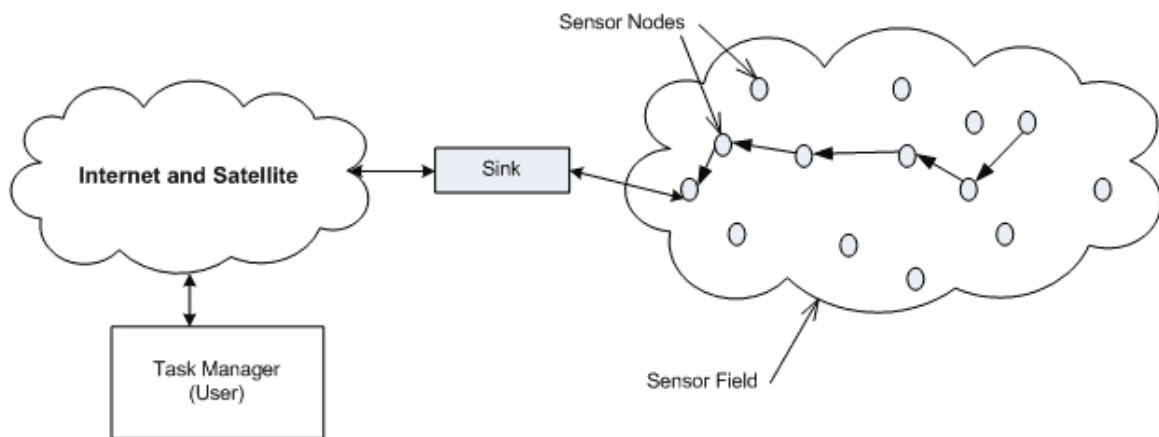 Sensor Nodes
Internet and Satellite
Sink
Task Manager
(User)
Sensor Field